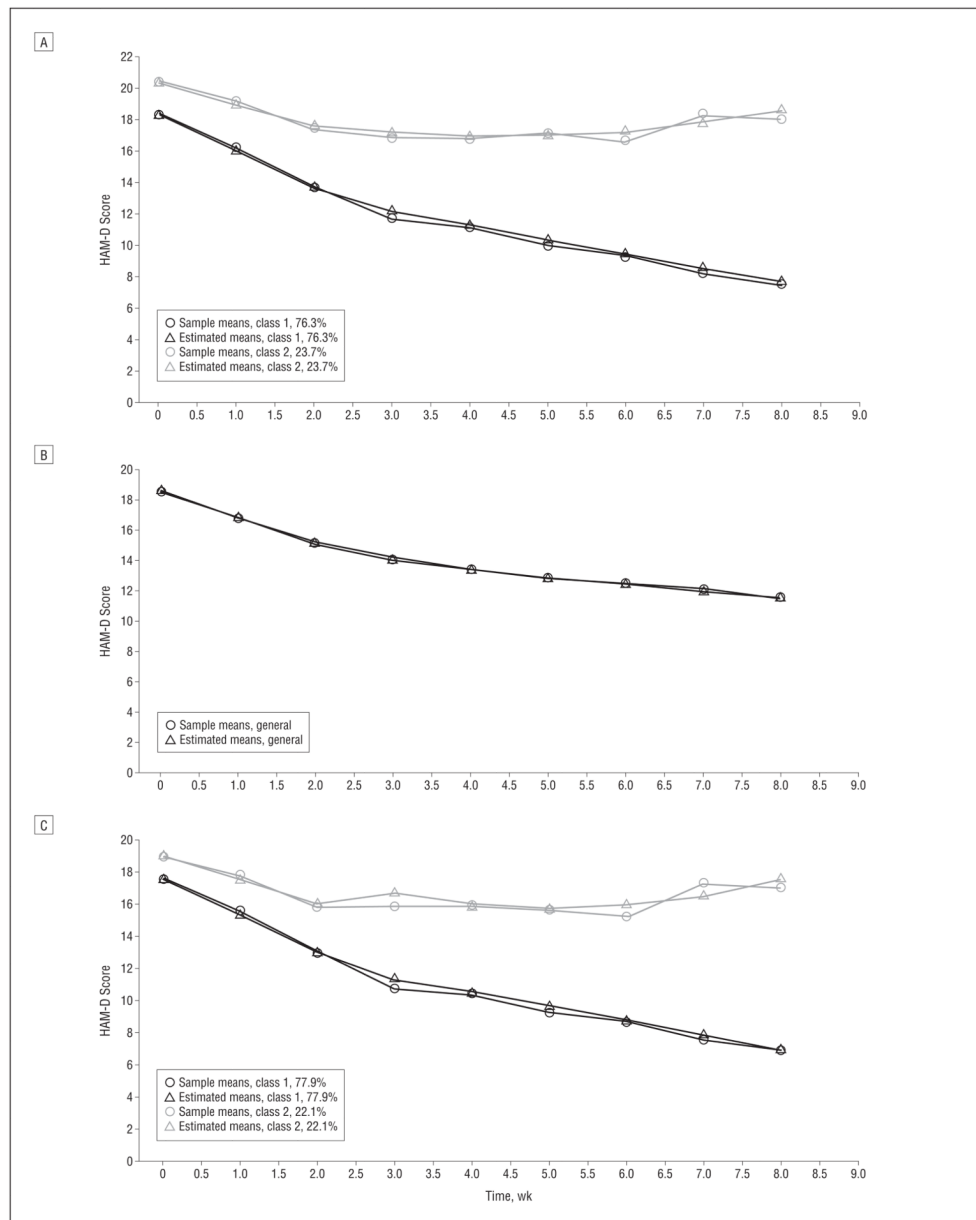 A
22
20
18
16
14
12
10
8
6
4
2
0
HAM-D Score
Sample means, class 1, 76.3%
Estimated means, class 1, 76.3%
Sample means, class 2, 23.7%
Estimated means, class 2, 23.7%
0 0.5 1.0 1.5 2.0 2.5 3.0 3.5 4.0 4.5 5.0 5.5 6.0 6.5 7.0 7.5 8.0 8.5 9.0
B
20
18
16
14
12
10
8
6
4
2
0
HAM-D Score
Sample means, general
Estimated means, general
0 0.5 1.0 1.5 2.0 2.5 3.0 3.5 4.0 4.5 5.0 5.5 6.0 6.5 7.0 7.5 8.0 8.5 9.0
C
20
18
16
14
12
10
8
6
4
2
0
HAM-D Score
Sample means, class 1, 77.9%
Estimated means, class 1, 77.9%
Sample means, class 2, 22.1%
Estimated means, class 2, 22.1%
0 0.5 1.0 1.5 2.0 2.5 3.0 3.5 4.0 4.5 5.0 5.5 6.0 6.5 7.0 7.5 8.0 8.5 9.0
Time, wk